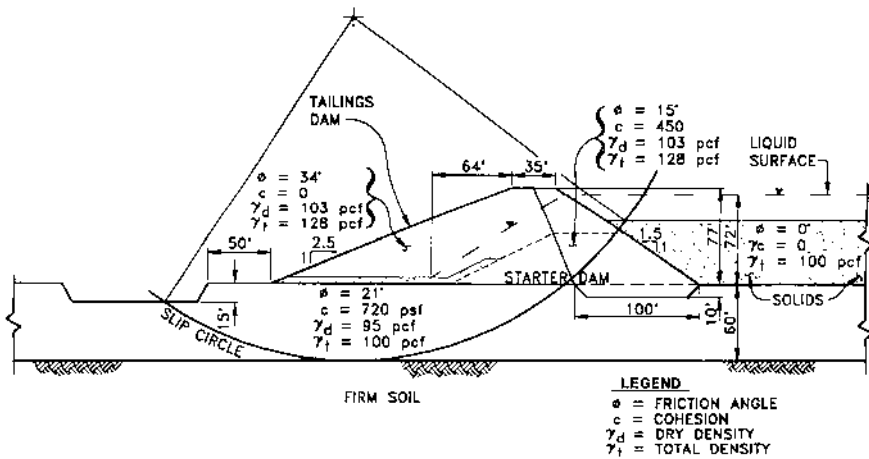 TAILINGS
DAM
ø = 15'
c = 450
γd = 103 pcf
γt = 128 pcf
LIQUID
SURFACE
64'
35'
ø = 34'
c = 0
γd = 103 pcf
γt = 128 pcf
1
2.5
50'
1.5
1
77'
72'
ø = 0'
γc = 0
γt = 100 pcf
STARTER DAM
SOLIDS
ø = 21'
c = 720 psf
γd = 95 pcf
γt = 100 pcf
15'
SLIP CIRCLE
100'
10'
60'
FIRM SOIL
LEGEND
ø = FRICTION ANGLE
c = COHESION
γd = DRY DENSITY
γt = TOTAL DENSITY